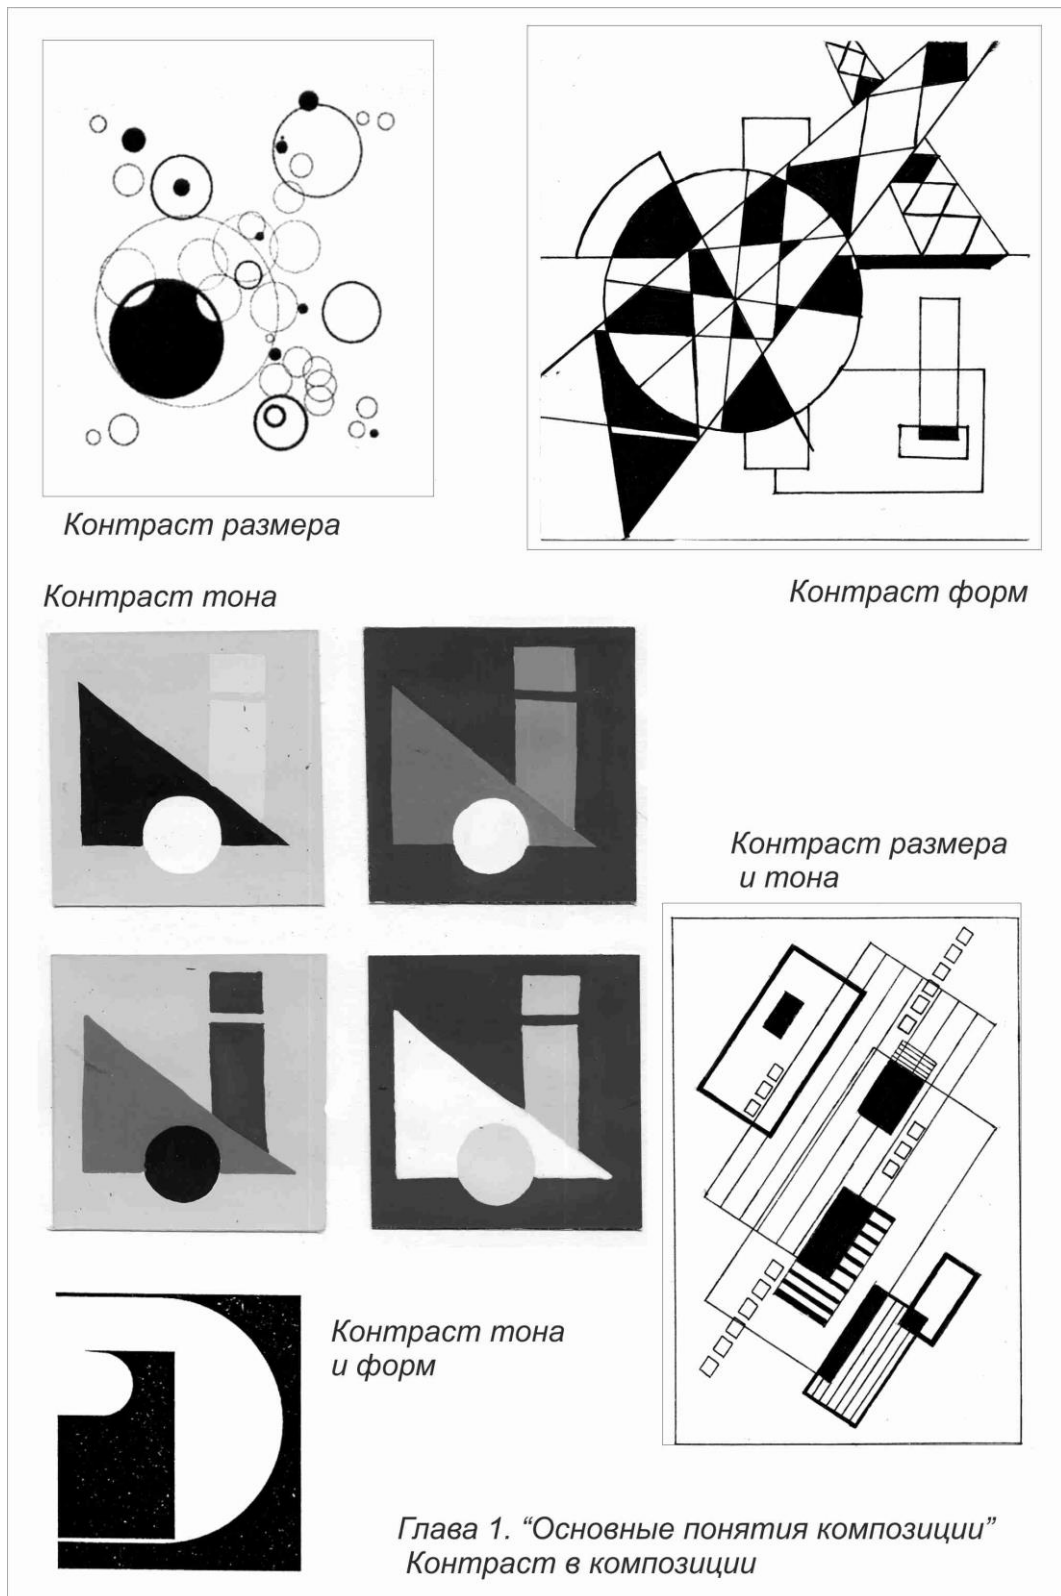 Контраст размера
Контраст форм
Контраст тона
Контраст размера
и тона
Контраст тона
и форм
Глава 1. “Основные понятия композиции”
Контраст в композиции